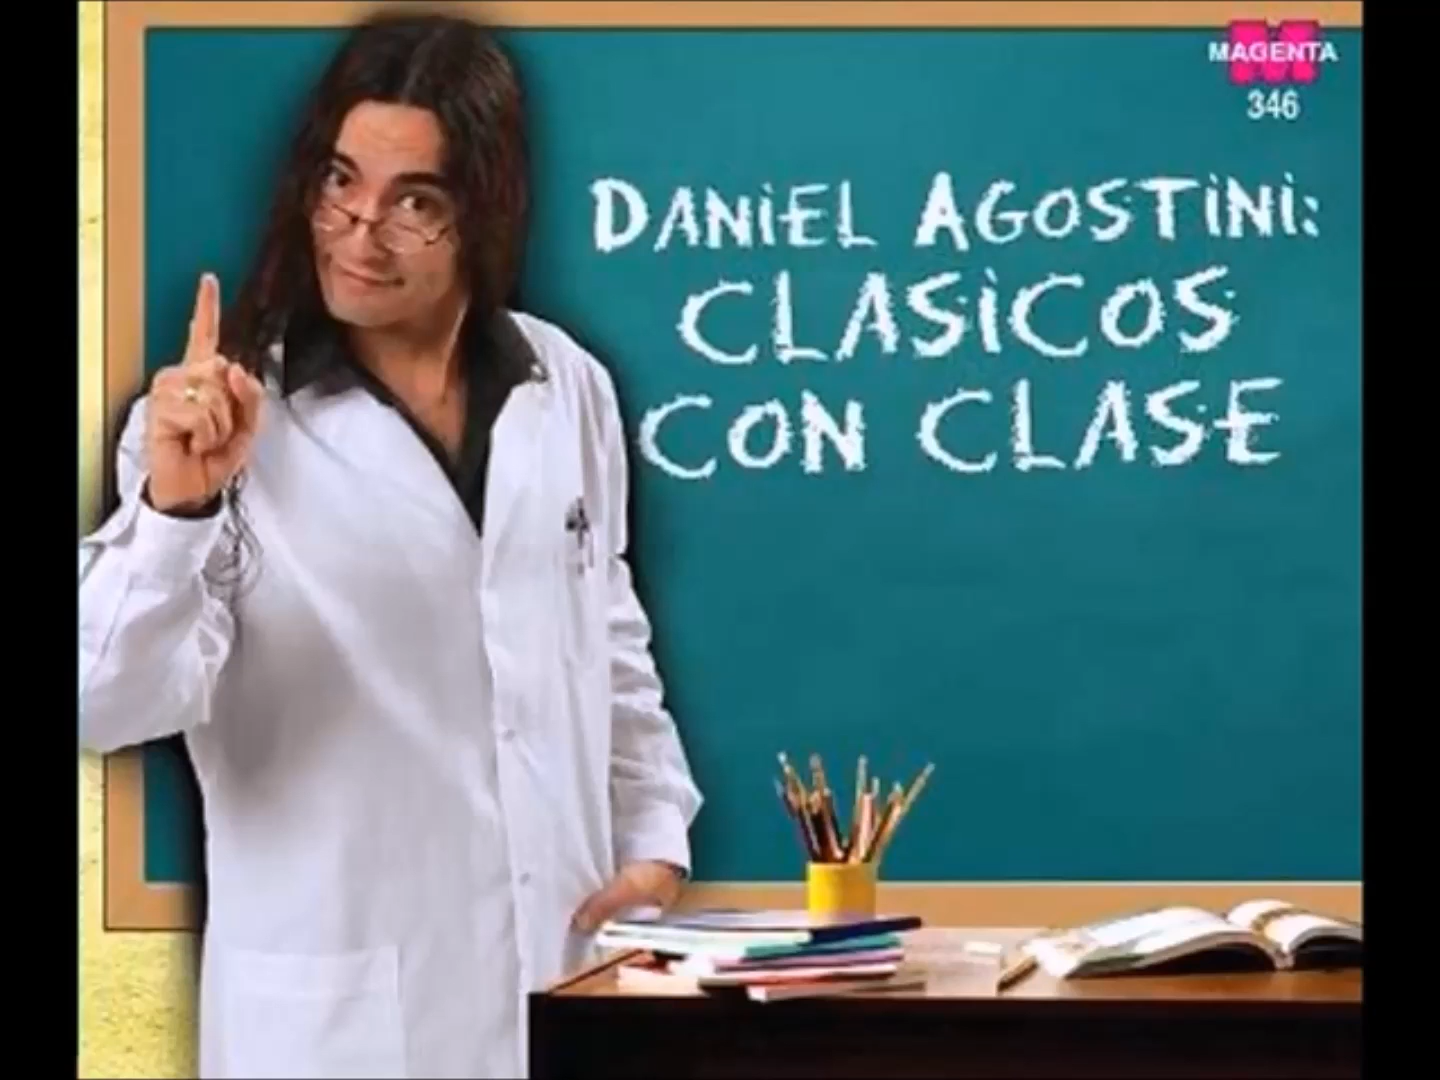 MAGENTA
346
DANiEL AGOSTiNi:
CLASiCOS
CON CLASE